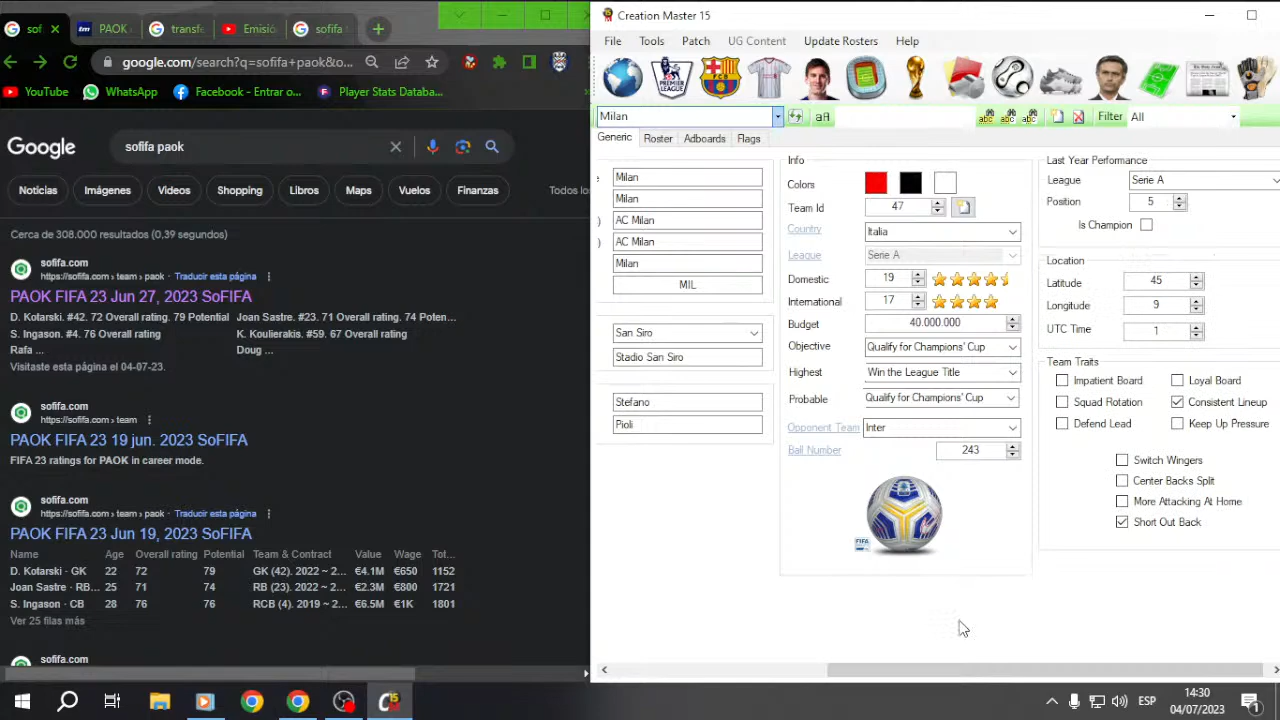 sof
PAOK
transfe
Emisió
sofifa
google.com/search?q=sofifa+paok&o...
YouTube
WhatsApp
Facebook - Entrar o...
Player Stats Databa...
Google
sofifa paok
Noticias
Imágenes
Videos
Shopping
Libros
Maps
Vuelos
Finanzas
Todos lo
Cerca de 308.000 resultados (0,39 segundos)
sofifa.com
https://sofifa.com › team › paok
Traducir esta página
PAOK FIFA 23 Jun 27, 2023 SoFIFA
D. Kotarski. #42. 72 Overall rating. 79 Potential
Joan Sastre. #23. 71 Overall rating. 74 Poten...
S. Ingason. #4. 76 Overall rating
K. Koulierakis. #59. 67 Overall rating
Rafa ...
Doug ...
Visitaste esta página el 04-07-23.
sofifa.com
https://sofifa.com › team
PAOK FIFA 23 18 jun. 2023 SoFIFA
FIFA 23 ratings for PAOK in career mode.
sofifa.com
https://sofifa.com › team › paok
Traducir esta página
PAOK FIFA 23 Jun 19, 2023 SoFIFA
Name Age Overall rating Potential Team & Contract Value Wage Tot...
D. Kotarski - GK 22 72 GK (42). 2022 ~ 2... €4.1M €650 1152
Joan Sastre - RB... 25 71 74 RB (23). 2022 ~ 2... €2.3M €800 1721
S. Ingason - CB 28 76 76 RCB (4). 2019 ~ 2... €6.5M €1K 1801
Ver 25 filas más
sofifa.com
Creation Master 15
File Tools Patch UG Content Update Rosters Help
Milan
aA
Filter All
Generic Roster Adboards Flags
Milan
Milan
AC Milan
AC Milan
Milan
MIL
San Siro
Stadio San Siro
Stefano
Pioli
Info
Colors
Team Id 47
Country Italia
League Serie A
Domestic 19
International 17
Budget 40.000.000
Objective Qualify for Champions' Cup
Highest Win the League Title
Probable Qualify for Champions' Cup
Opponent Team Inter
Ball Number 243
FIFA
Last Year Performance
League Serie A
Position 5
Is Champion
Location
Latitude 45
Longitude 9
UTC Time 1
Team Traits
Impatient Board Loyal Board
Squad Rotation Consistent Lineup
Defend Lead Keep Up Pressure
Switch Wingers
Center Backs Split
More Attacking At Home
Short Out Back
ESP
14:30
04/07/2023
1